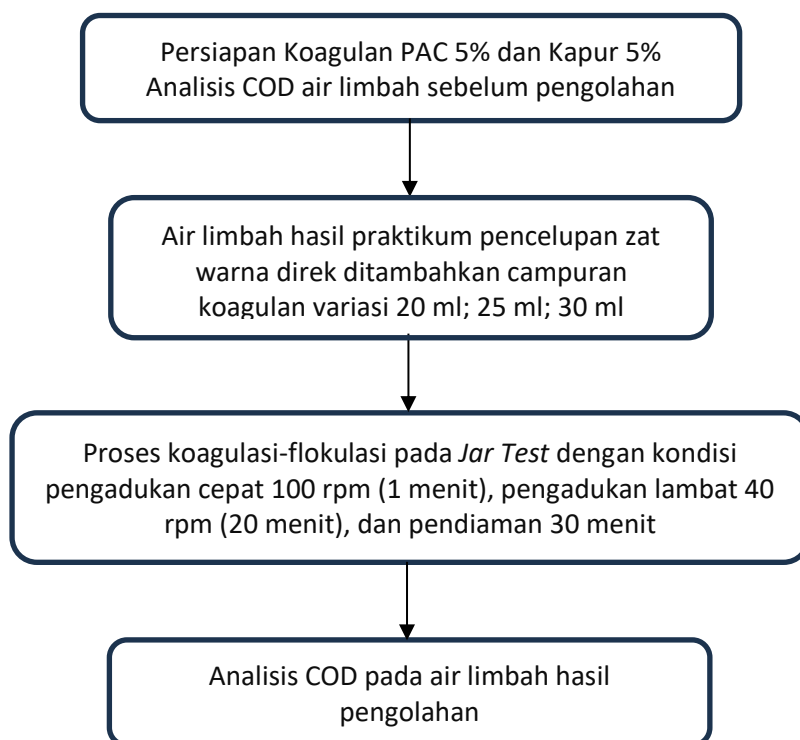 Persiapan Koagulan PAC 5% dan Kapur 5%
Analisis COD air limbah sebelum pengolahan
Air limbah hasil praktikum pencelupan zat
warna direk ditambahkan campuran
koagulan variasi 20 ml; 25 ml; 30 ml
Proses koagulasi-flokulasi pada Jar Test dengan kondisi
pengadukan cepat 100 rpm (1 menit), pengadukan lambat 40
rpm (20 menit), dan pendiaman 30 menit
Analisis COD pada air limbah hasil
pengolahan